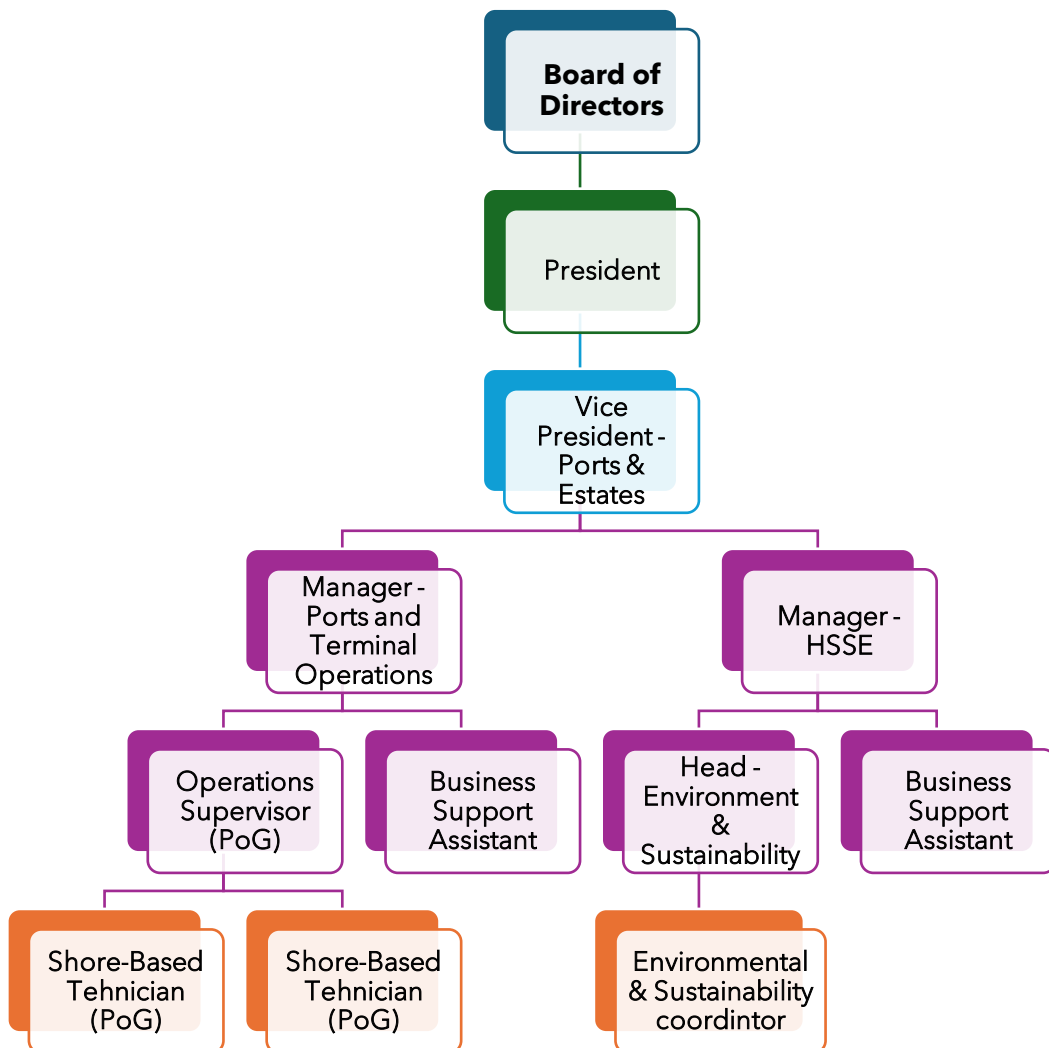 Board of
Directors
President
Vice
President -
Ports &
Estates
Manager -
Ports and
Terminal
Operations
Manager -
HSSE
Operations
Supervisor
(PoG)
Business
Support
Assistant
Head -
Environment
&
Sustainability
Business
Support
Assistant
Shore-Based
Tehnician
(PoG)
Shore-Based
Tehnician
(PoG)
Environmental
& Sustainability
coordintor